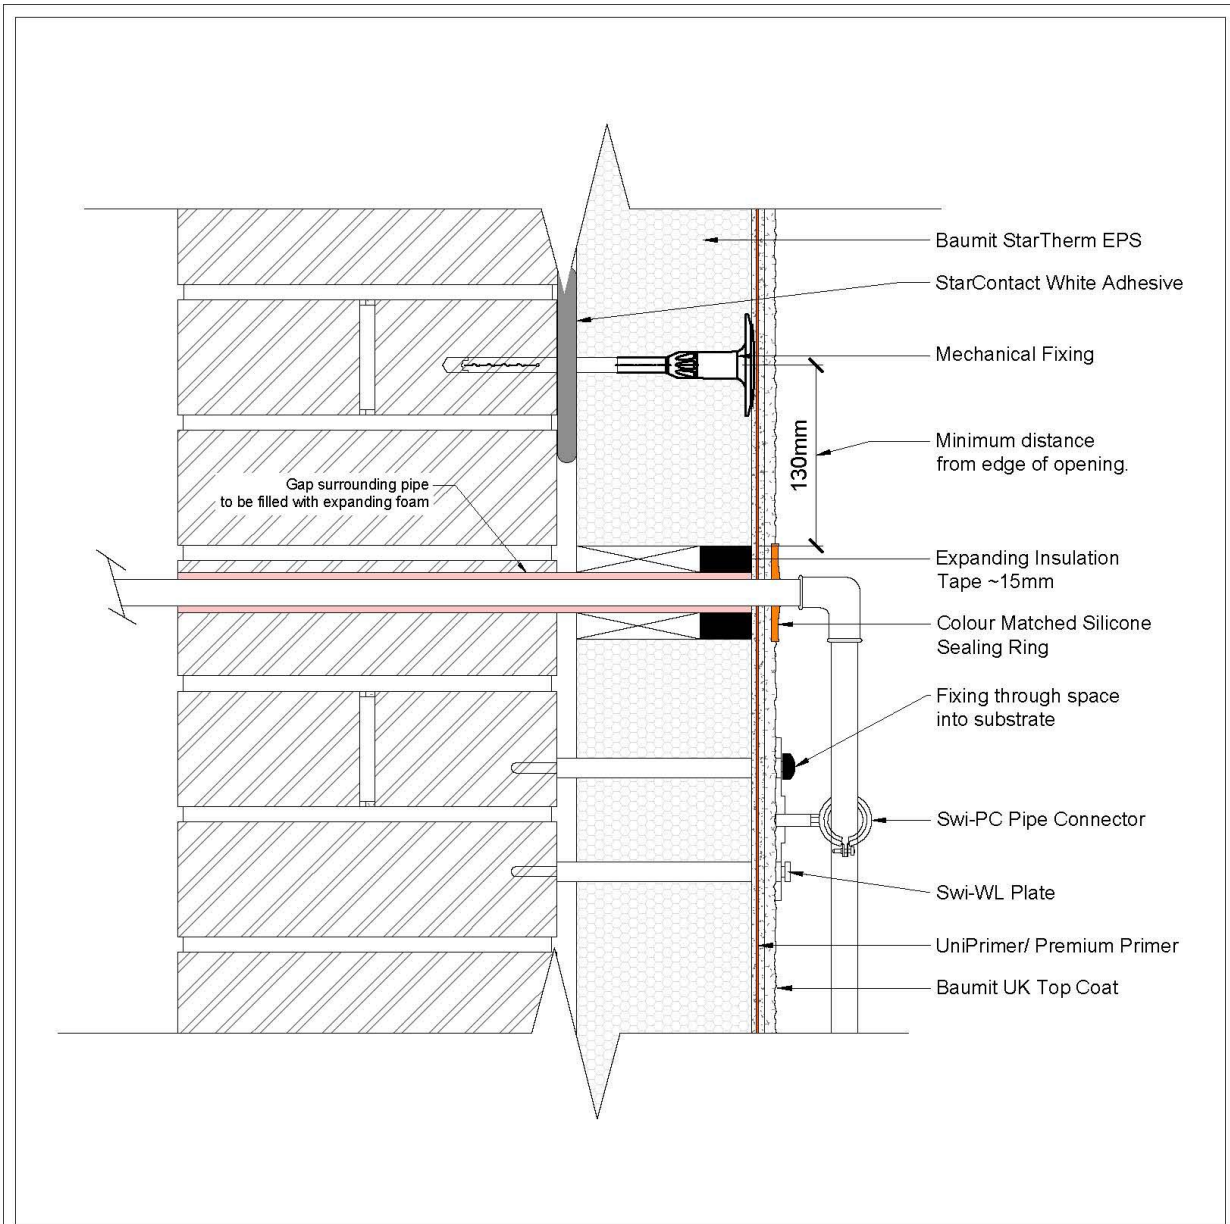 Baumit StarTherm EPS
StarContact White Adhesive
Mechanical Fixing
130mm
Minimum distance
from edge of opening.
Gap surrounding pipe
to be filled with expanding foam
Expanding Insulation
Tape ~15mm
Colour Matched Silicone
Sealing Ring
Fixing through space
into substrate
Swi-PC Pipe Connector
Swi-WL Plate
UniPrimer/ Premium Primer
Baumit UK Top Coat